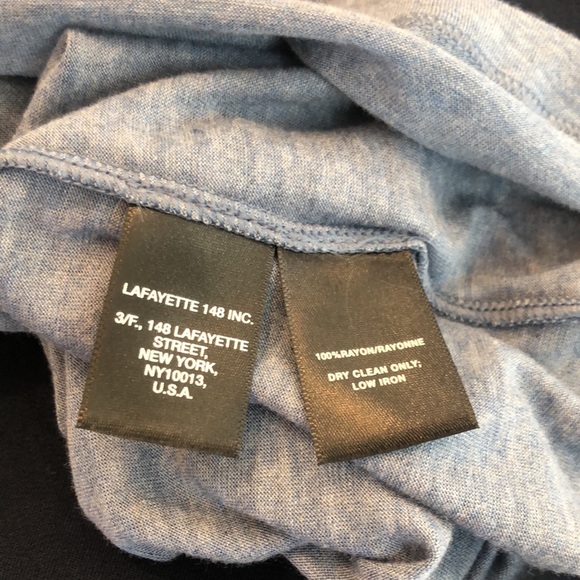 LAFAYETTE 148 INC.
3/F., 148 LAFAYETTE
STREET,
NEW YORK,
NY10013,
U.S.A.
100%RAYON/RAYONNE
DRY CLEAN ONLY;
LOW IRON